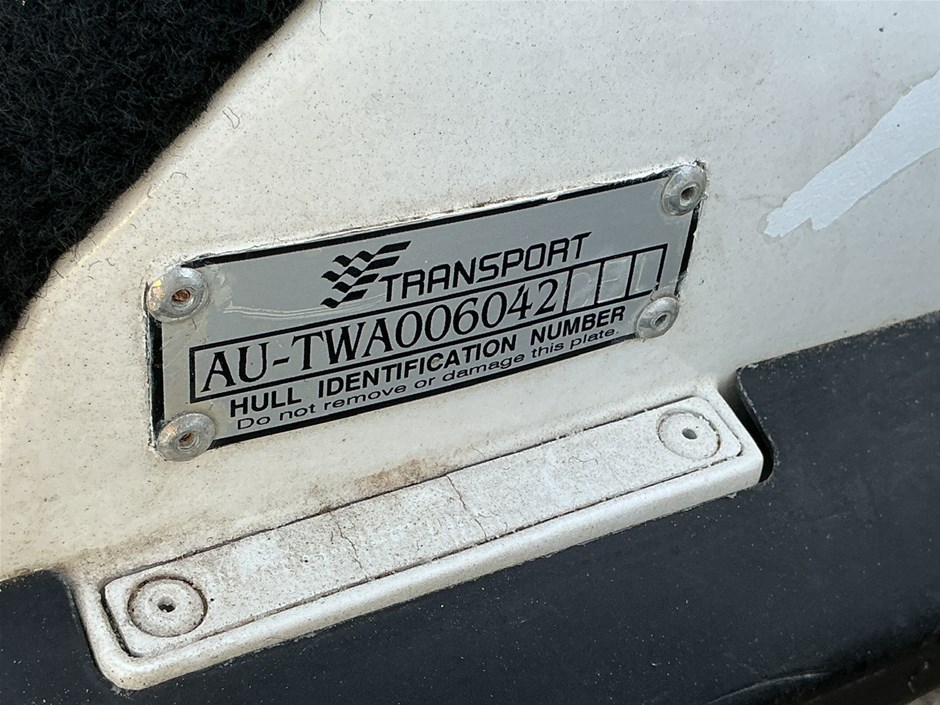 TRANSPORT
AU-TWA006042
HULL IDENTIFICATION NUMBER
Do not remove or damage this plate.